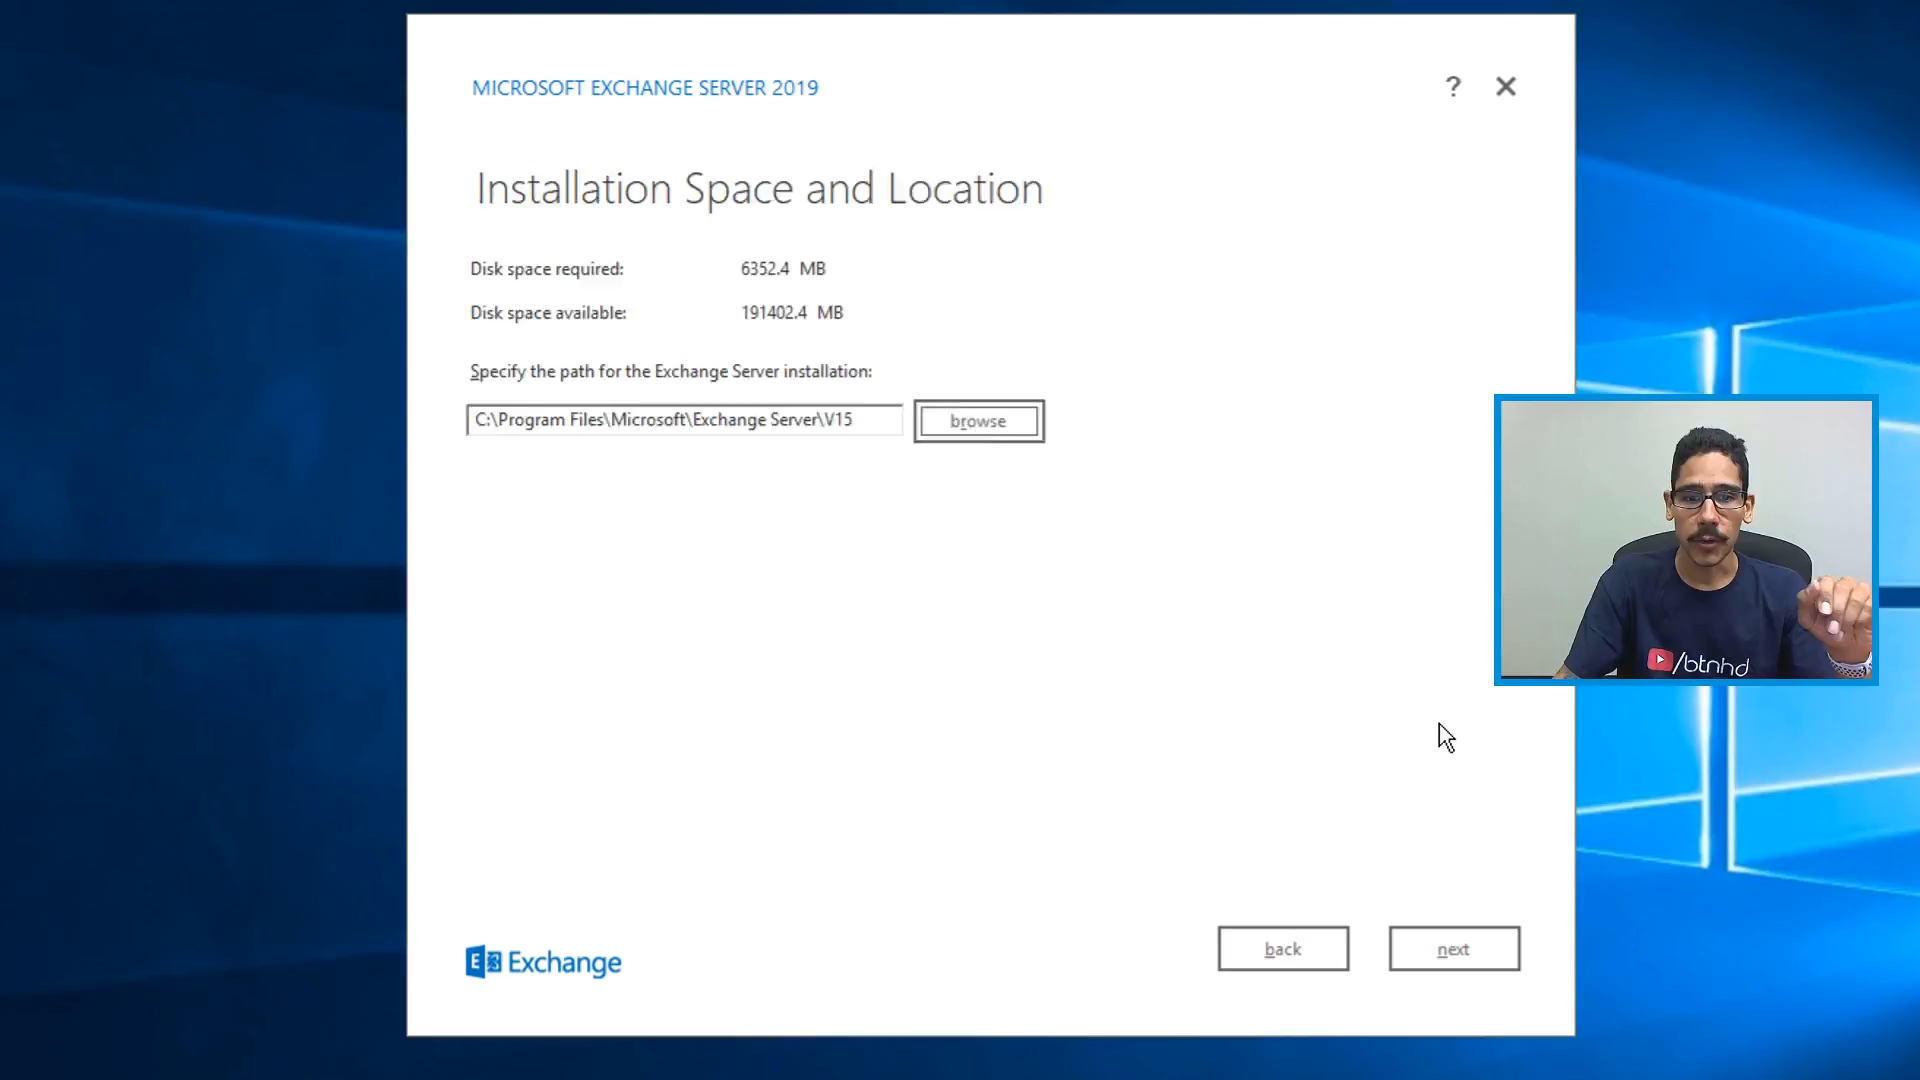 MICROSOFT EXCHANGE SERVER 2019
?
Installation Space and Location
Disk space required: 6352.4 MB
Disk space available: 191402.4 MB
Specify the path for the Exchange Server installation:
C:\Program Files\Microsoft\Exchange Server\V15 browse
/btnhd
back next
E Exchange